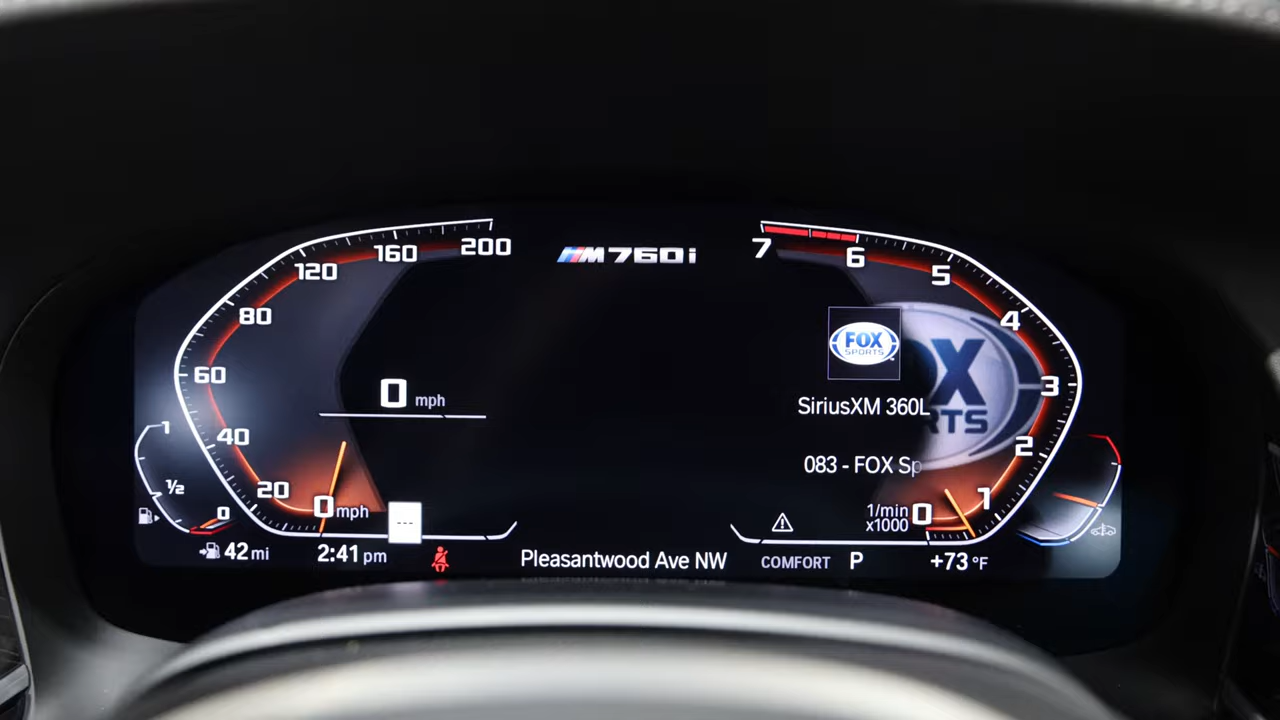 200
160
120
80
60
40
20
0 mph
M760i
7
6
5
4
3
2
1
0
1/min
x1000
0 mph
FOX
SPORTS
SiriusXM 360L
083 - FOX Sp
OX
RTS
1
½
0
---
42 mi
2:41 pm
Pleasantwood Ave NW
COMFORT
P
+73 °F